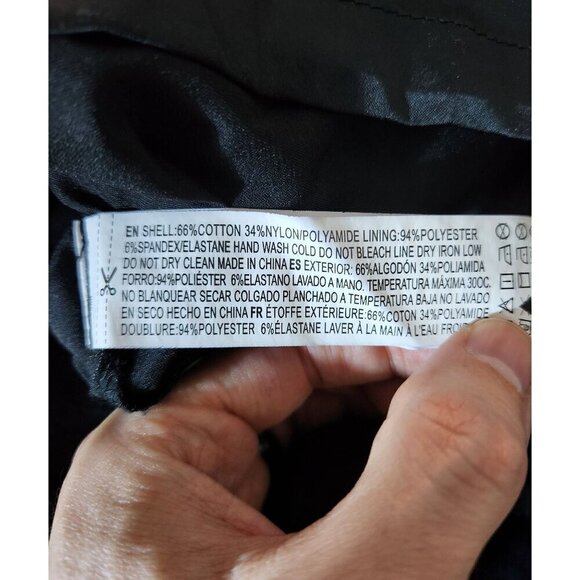 EN SHELL:66%COTTON 34%NYLON/POLYAMIDE LINING:94%POLYESTER
6%SPANDEX/ELASTANE HAND WASH COLD DO NOT BLEACH LINE DRY IRON LOW
DO NOT DRY CLEAN MADE IN CHINA ES EXTERIOR: 66%ALGODÓN 34%POLIAMIDA
FORRO:94%POLIÉSTER 6%ELASTANO LAVADO A MANO. TEMPERATURA MÁXIMA 300C.
NO BLANQUEAR SECAR COLGADO PLANCHADO A TEMPERATURA BAJA NO LAVADO
EN SECO HECHO EN CHINA FR ÉTOFFE EXTÉRIEURE:66%COTON 34%POLYAMIDE
DOUBLURE:94%POLYESTER 6%ÉLASTANE LAVER À LA MAIN À L'EAU FROIDE